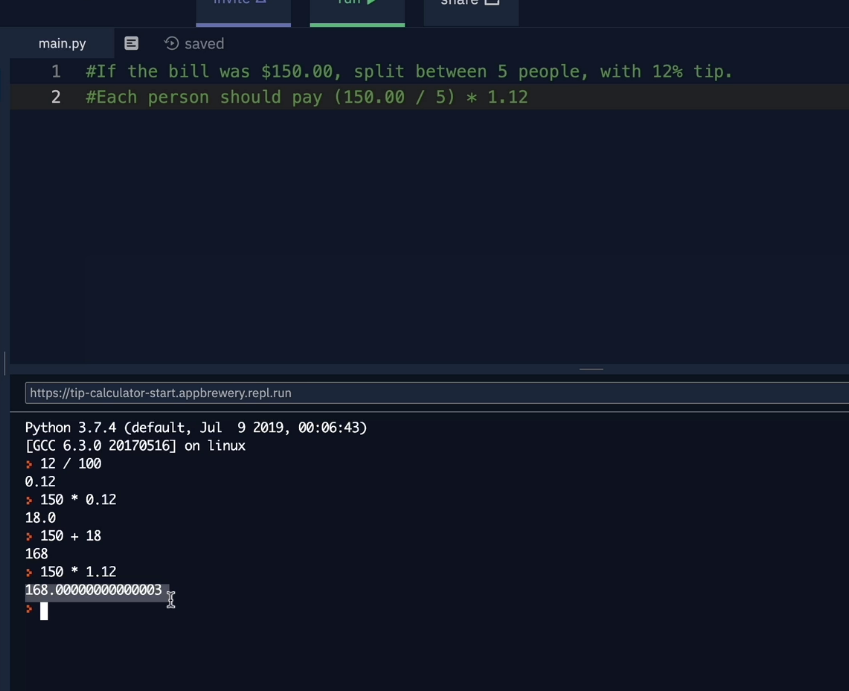 invite
run
share
main.py
saved
1 #If the bill was $150.00, split between 5 people, with 12% tip.
2 #Each person should pay (150.00 / 5) * 1.12
https://tip-calculator-start.appbrewery.repl.run
Python 3.7.4 (default, Jul  9 2019, 00:06:43)
[GCC 6.3.0 20170516] on linux
> 12 / 100
0.12
> 150 * 0.12
18.0
> 150 + 18
168
> 150 * 1.12
168.00000000000003
>